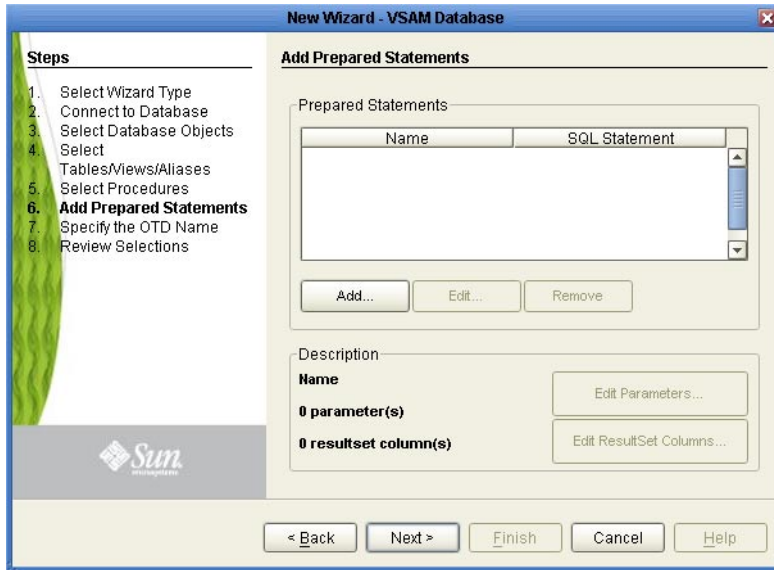 New Wizard - VSAM Database
Steps
1. Select Wizard Type
2. Connect to Database
3. Select Database Objects
4. Select
Tables/Views/Aliases
5. Select Procedures
6. Add Prepared Statements
7. Specify the OTD Name
8. Review Selections
Sun
microsystems
Add Prepared Statements
Prepared Statements
Name SQL Statement
Add... Edit... Remove
Description
Name
0 parameter(s)
0 resultset column(s)
Edit Parameters...
Edit ResultSet Columns...
< Back Next > Finish Cancel Help